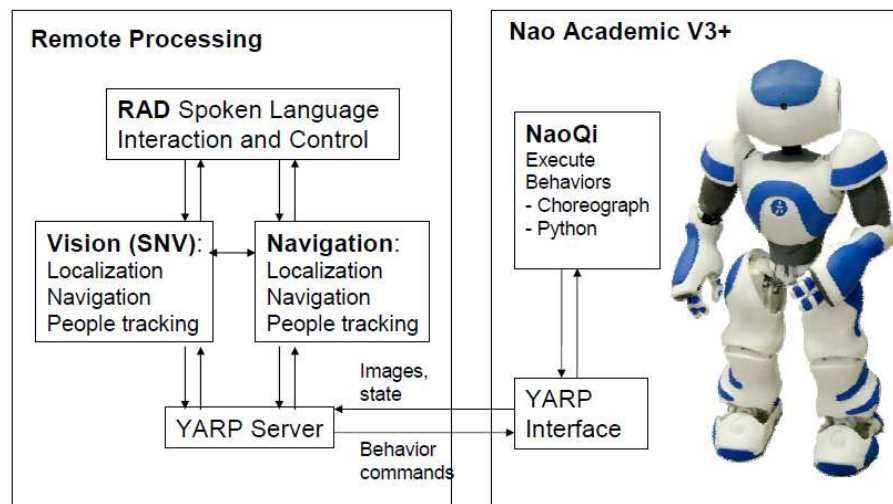 Remote Processing
RAD Spoken Language
Interaction and Control
Vision (SNV):
Localization
Navigation
People tracking
Navigation:
Localization
Navigation
People tracking
YARP Server
Images,
state
Behavior
commands
Nao Academic V3+
NaoQi
Execute
Behaviors
- Choreograph
- Python
YARP
Interface